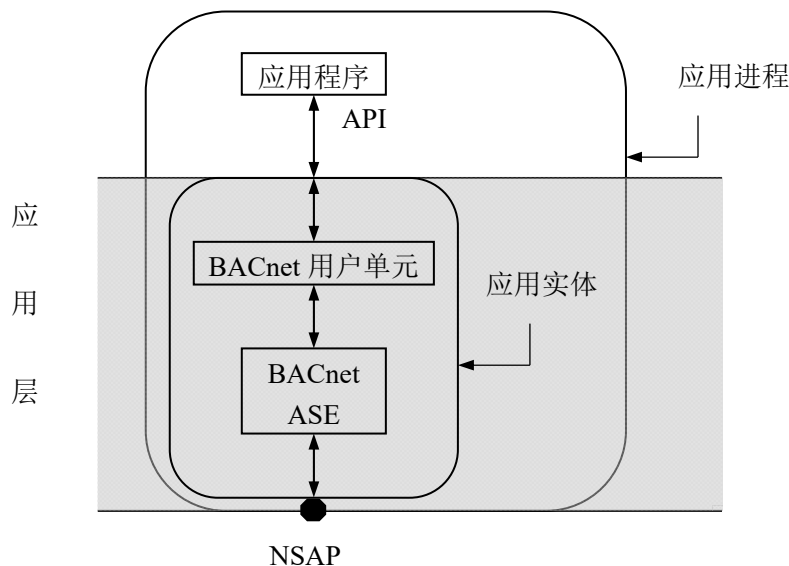 应用程序
应用进程
API
应
用
层
BACnet 用户单元
应用实体
BACnet
ASE
NSAP